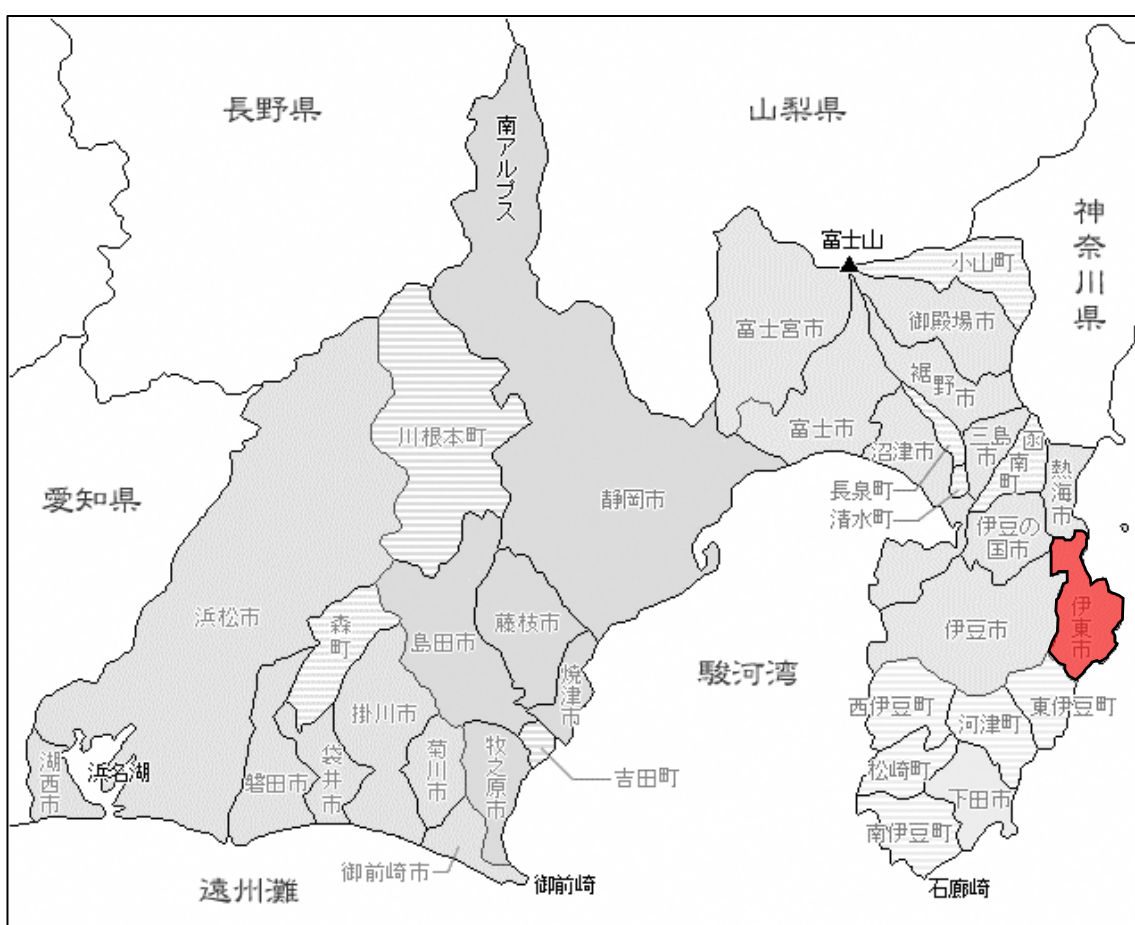 長野県
山梨県
神奈川県
南アルプス
富士山
小山町
富士宮市
御殿場市
裾野市
富士市
沼津市
三島市
函南町
川根本町
熱海市
愛知県
静岡市
長泉町
清水町
伊豆の国市
浜松市
森町
島田市
藤枝市
伊豆市
伊東市
焼津市
駿河湾
掛川市
西伊豆町
河津町
東伊豆町
湖西市
浜名湖
磐田市
袋井市
菊川市
牧之原市
吉田町
松崎町
下田市
南伊豆町
御前崎市
御前崎
石廊崎
遠州灘